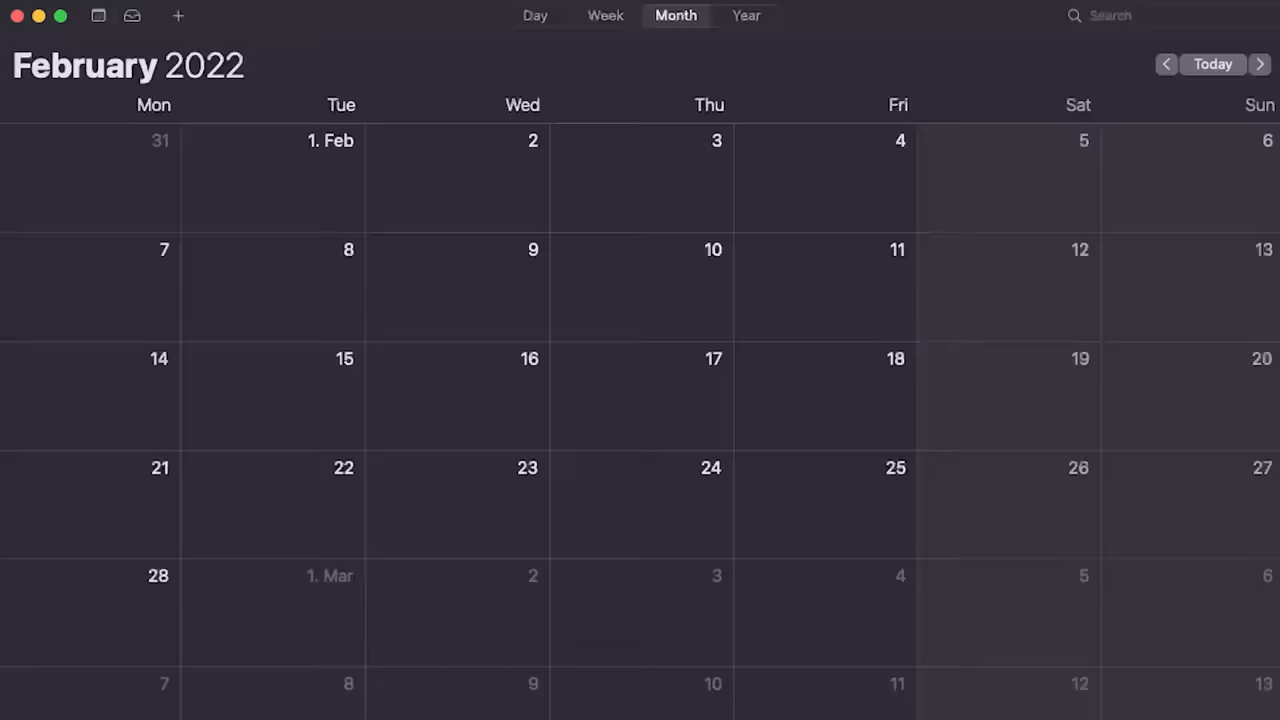 Day Week Month Year Search
February 2022
Today
Mon Tue Wed Thu Fri Sat Sun
31 1. Feb 2 3 4 5 6
7 8 9 10 11 12 13
14 15 16 17 18 19 20
21 22 23 24 25 26 27
28 1. Mar 2 3 4 5 6
7 8 9 10 11 12 13